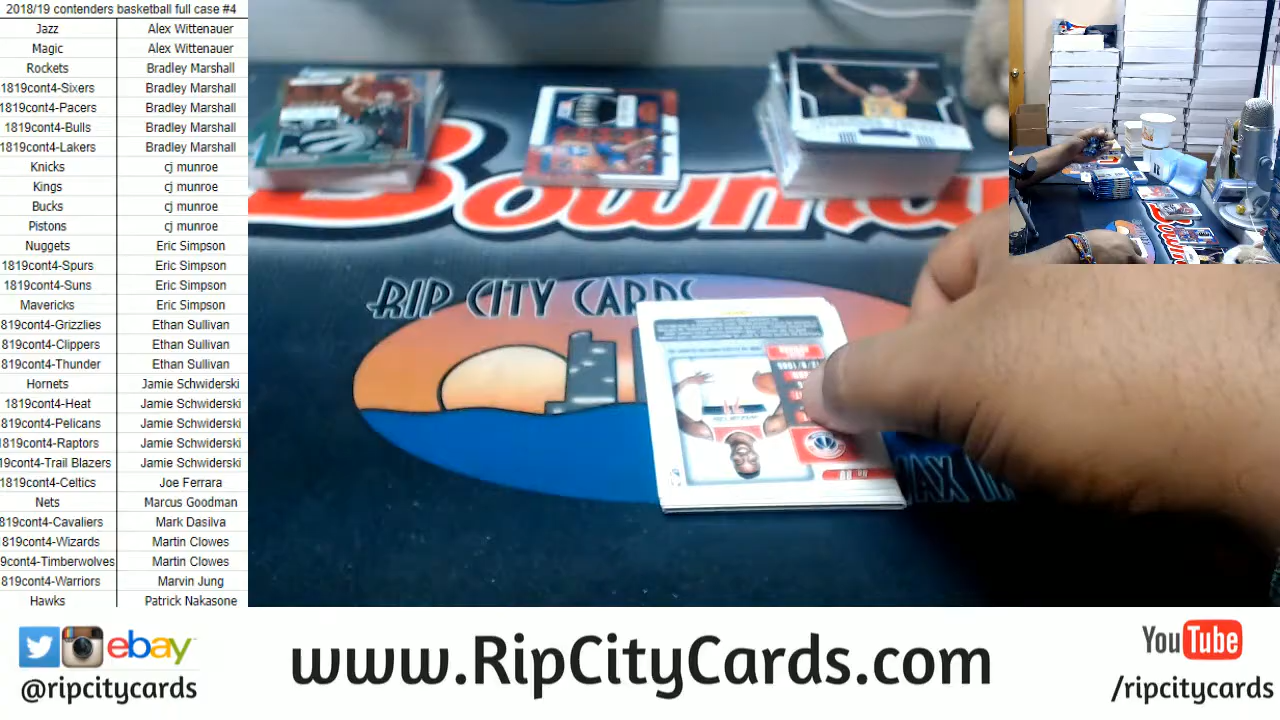 2018/19 contenders basketball full case #4
Jazz Alex Wittenauer
Magic Alex Wittenauer
Rockets Bradley Marshall
1819cont4-Sixers Bradley Marshall
1819cont4-Pacers Bradley Marshall
1819cont4-Bulls Bradley Marshall
1819cont4-Lakers Bradley Marshall
Knicks cj munroe
Kings cj munroe
Bucks cj munroe
Pistons cj munroe
Nuggets Eric Simpson
1819cont4-Spurs Eric Simpson
1819cont4-Suns Eric Simpson
Mavericks Eric Simpson
819cont4-Grizzlies Ethan Sullivan
819cont4-Clippers Ethan Sullivan
819cont4-Thunder Ethan Sullivan
Hornets Jamie Schwiderski
1819cont4-Heat Jamie Schwiderski
819cont4-Pelicans Jamie Schwiderski
819cont4-Raptors Jamie Schwiderski
19cont4-Trail Blazers Jamie Schwiderski
1819cont4-Celtics Joe Ferrara
Nets Marcus Goodman
819cont4-Cavaliers Mark Dasilva
819cont4-Wizards Martin Clowes
9cont4-Timberwolves Martin Clowes
819cont4-Warriors Marvin Jung
Hawks Patrick Nakasone
Bowma
RIP CITY CARDS
ebay
@ripcitycards
www.RipCityCards.com
YouTube
/ripcitycards